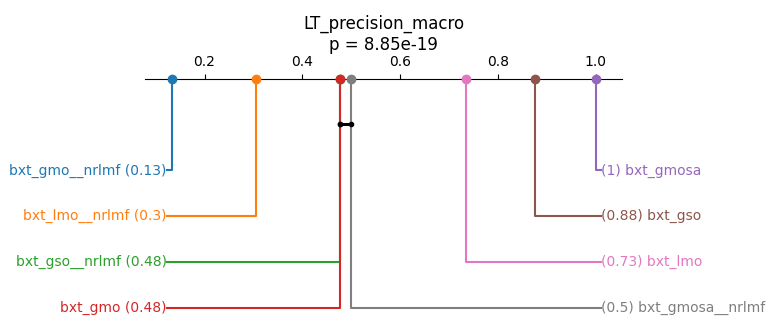 LT_precision_macro
p = 8.85e-19
0.2 0.4 0.6 0.8 1.0
bxt_gmo__nrlmf (0.13) (1) bxt_gmosa
bxt_lmo__nrlmf (0.3) (0.88) bxt_gso
bxt_gso__nrlmf (0.48) (0.73) bxt_lmo
bxt_gmo (0.48) (0.5) bxt_gmosa__nrlmf